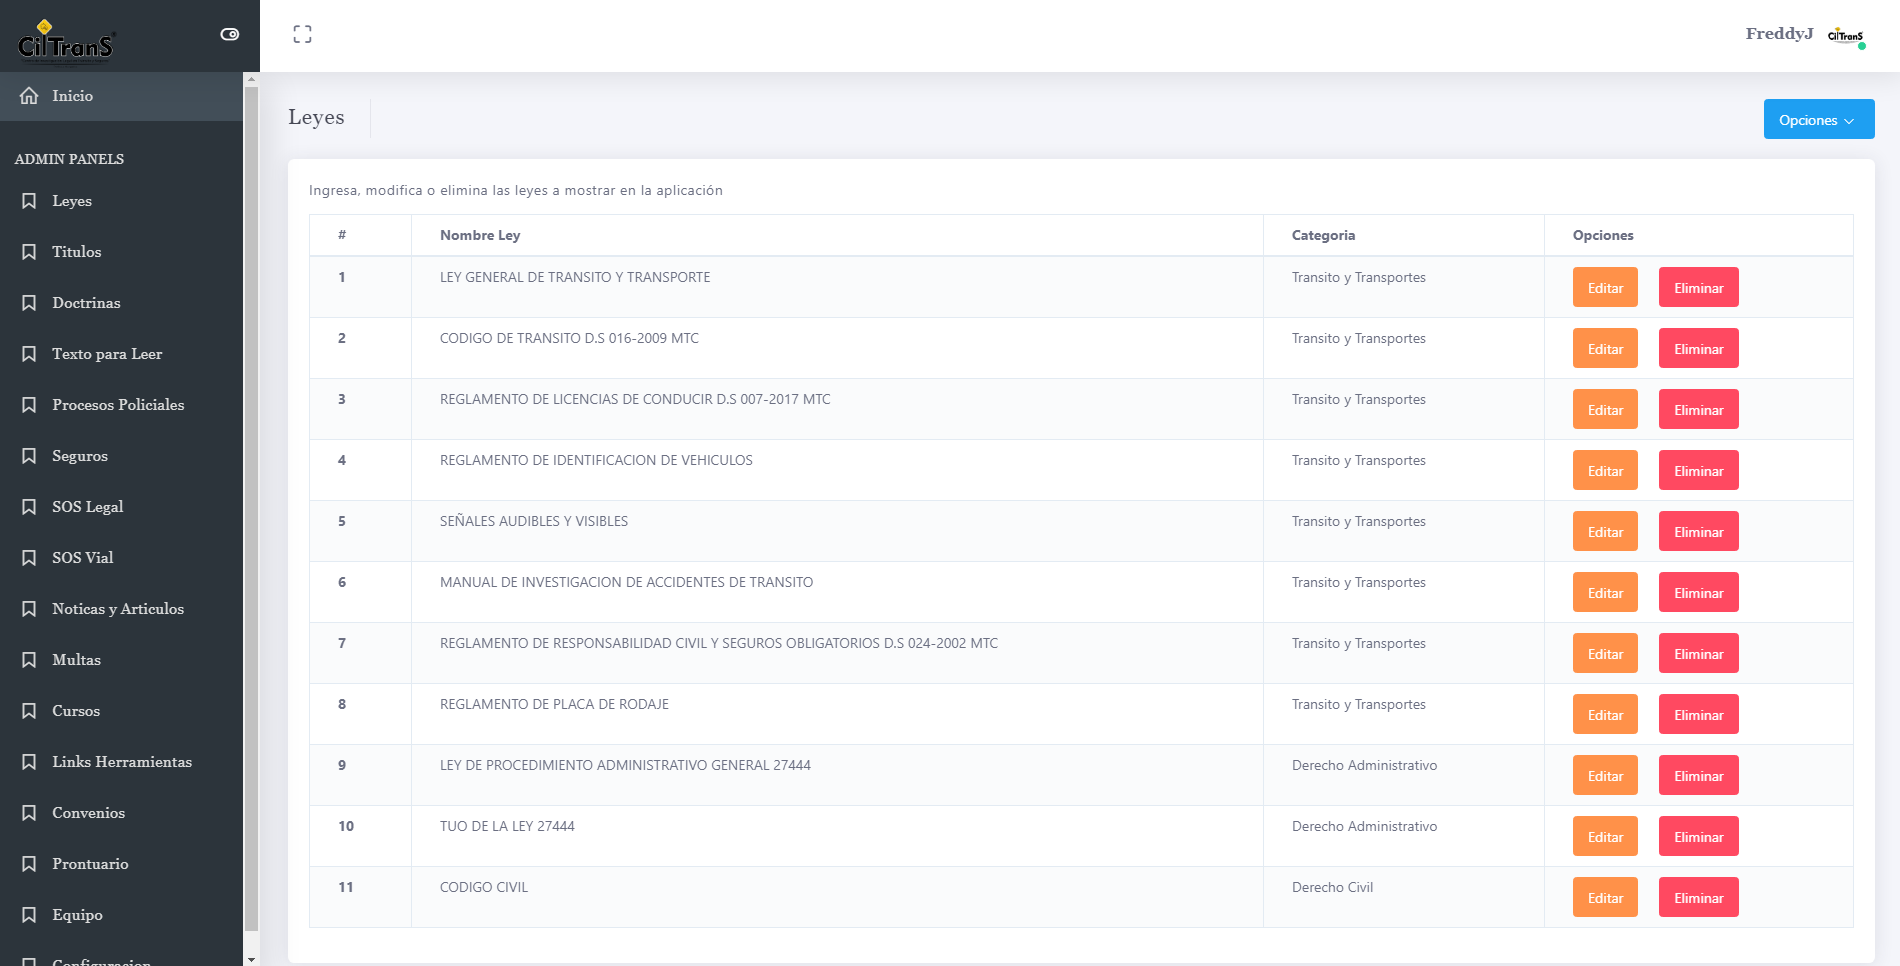 CilTranS
FreddyJ
CilTranS
Inicio
ADMIN PANELS
Leyes
Titulos
Doctrinas
Texto para Leer
Procesos Policiales
Seguros
SOS Legal
SOS Vial
Noticas y Articulos
Multas
Cursos
Links Herramientas
Convenios
Prontuario
Equipo
Configuracion
Leyes
Opciones
Ingresa, modifica o elimina las leyes a mostrar en la aplicación
# Nombre Ley Categoria Opciones
1 LEY GENERAL DE TRANSITO Y TRANSPORTE Transito y Transportes Editar Eliminar
2 CODIGO DE TRANSITO D.S 016-2009 MTC Transito y Transportes Editar Eliminar
3 REGLAMENTO DE LICENCIAS DE CONDUCIR D.S 007-2017 MTC Transito y Transportes Editar Eliminar
4 REGLAMENTO DE IDENTIFICACION DE VEHICULOS Transito y Transportes Editar Eliminar
5 SEÑALES AUDIBLES Y VISIBLES Transito y Transportes Editar Eliminar
6 MANUAL DE INVESTIGACION DE ACCIDENTES DE TRANSITO Transito y Transportes Editar Eliminar
7 REGLAMENTO DE RESPONSABILIDAD CIVIL Y SEGUROS OBLIGATORIOS D.S 024-2002 MTC Transito y Transportes Editar Eliminar
8 REGLAMENTO DE PLACA DE RODAJE Transito y Transportes Editar Eliminar
9 LEY DE PROCEDIMIENTO ADMINISTRATIVO GENERAL 27444 Derecho Administrativo Editar Eliminar
10 TUO DE LA LEY 27444 Derecho Administrativo Editar Eliminar
11 CODIGO CIVIL Derecho Civil Editar Eliminar